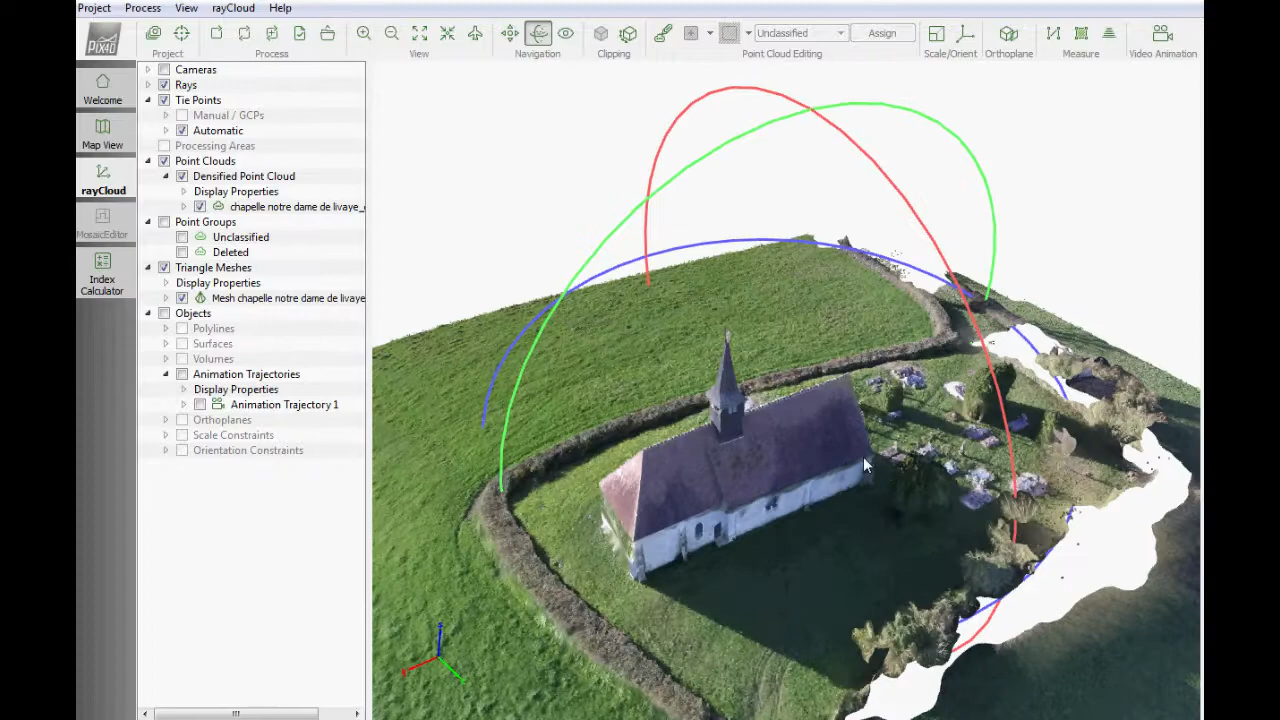 Project Process View rayCloud Help
Pix4D
Project Process View Navigation Clipping Unclassified Assign Point Cloud Editing Scale/Orient Orthoplane Measure Video Animation
Welcome
Map View
rayCloud
MosaicEditor
Index
Calculator
Cameras
Rays
Tie Points
Manual / GCPs
Automatic
Processing Areas
Point Clouds
Densified Point Cloud
Display Properties
chapelle notre dame de livaye_
Point Groups
Unclassified
Deleted
Triangle Meshes
Display Properties
Mesh chapelle notre dame de livaye
Objects
Polylines
Surfaces
Volumes
Animation Trajectories
Display Properties
Animation Trajectory 1
Orthoplanes
Scale Constraints
Orientation Constraints